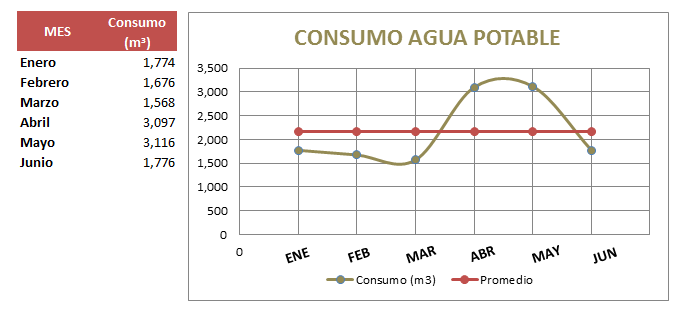 MES Consumo (m³)
Enero 1,774
Febrero 1,676
Marzo 1,568
Abril 3,097
Mayo 3,116
Junio 1,776
CONSUMO AGUA POTABLE
3,500
3,000
2,500
2,000
1,500
1,000
500
0
0 ENE FEB MAR ABR MAY JUN
Consumo (m3) Promedio